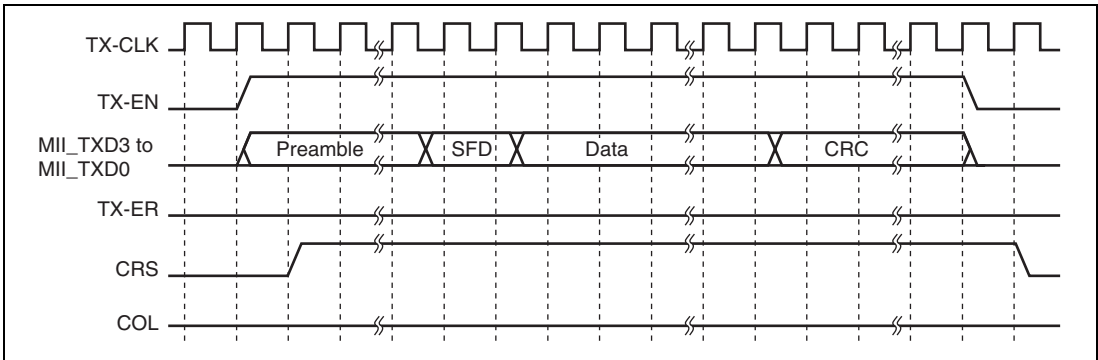 TX-CLK
TX-EN
MII_TXD3 to
MII_TXD0
Preamble
SFD
Data
CRC
TX-ER
CRS
COL